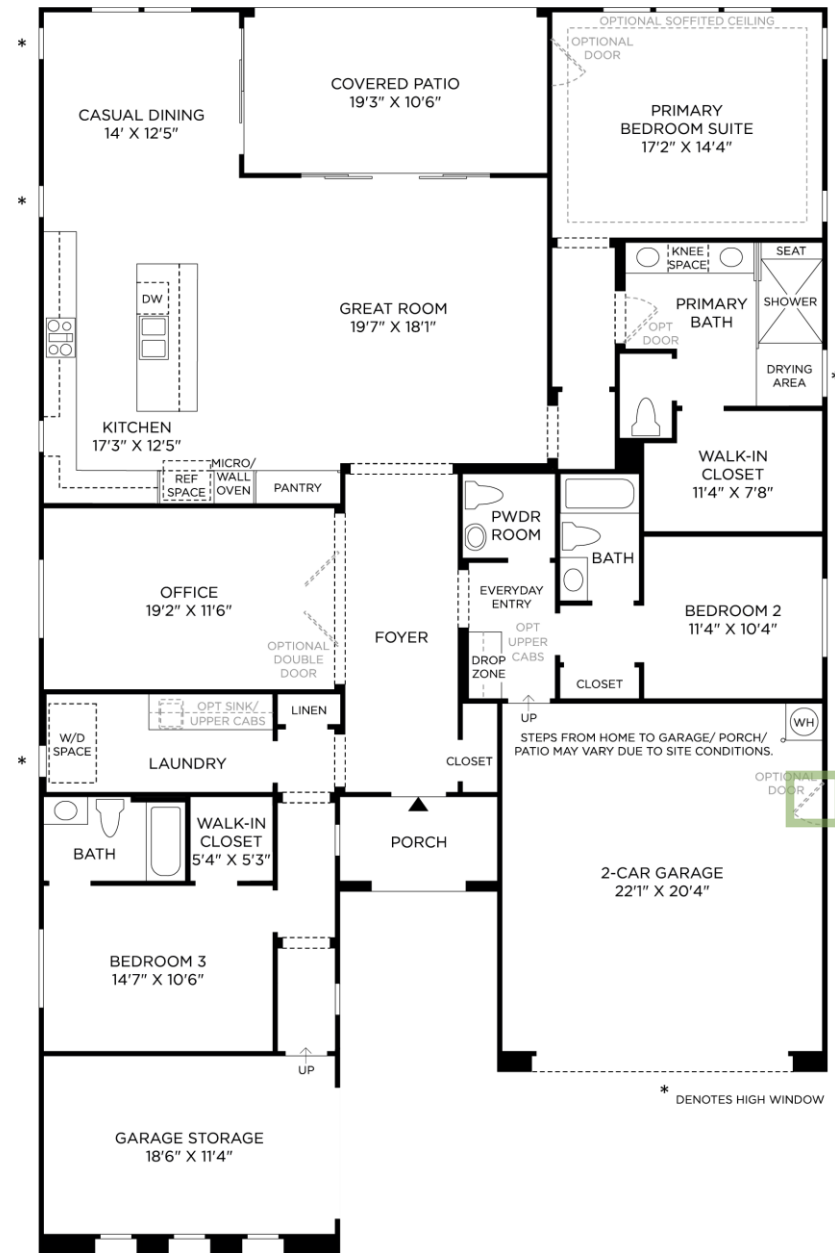 OPTIONAL SOFFITED CEILING
OPTIONAL
DOOR
*
COVERED PATIO
19'3" X 10'6"
CASUAL DINING
14' X 12'5"
PRIMARY
BEDROOM SUITE
17'2" X 14'4"
*
KNEE
SPACE
SEAT
DW
GREAT ROOM
19'7" X 18'1"
PRIMARY
BATH
SHOWER
OPT
DOOR
DRYING
AREA
*
KITCHEN
17'3" X 12'5"
MICRO/
WALL
OVEN
REF
SPACE
PANTRY
WALK-IN
CLOSET
11'4" X 7'8"
PWDR
ROOM
BATH
OFFICE
19'2" X 11'6"
EVERYDAY
ENTRY
BEDROOM 2
11'4" X 10'4"
OPTIONAL
DOUBLE
DOOR
FOYER
OPT
UPPER
CABS
DROP
ZONE
CLOSET
OPT SINK/
UPPER CABS
LINEN
UP
WH
W/D
SPACE
STEPS FROM HOME TO GARAGE/ PORCH/
PATIO MAY VARY DUE TO SITE CONDITIONS.
*
LAUNDRY
CLOSET
OPTIONAL
DOOR
WALK-IN
CLOSET
5'4" X 5'3"
BATH
PORCH
2-CAR GARAGE
22'1" X 20'4"
BEDROOM 3
14'7" X 10'6"
UP
* DENOTES HIGH WINDOW
GARAGE STORAGE
18'6" X 11'4"